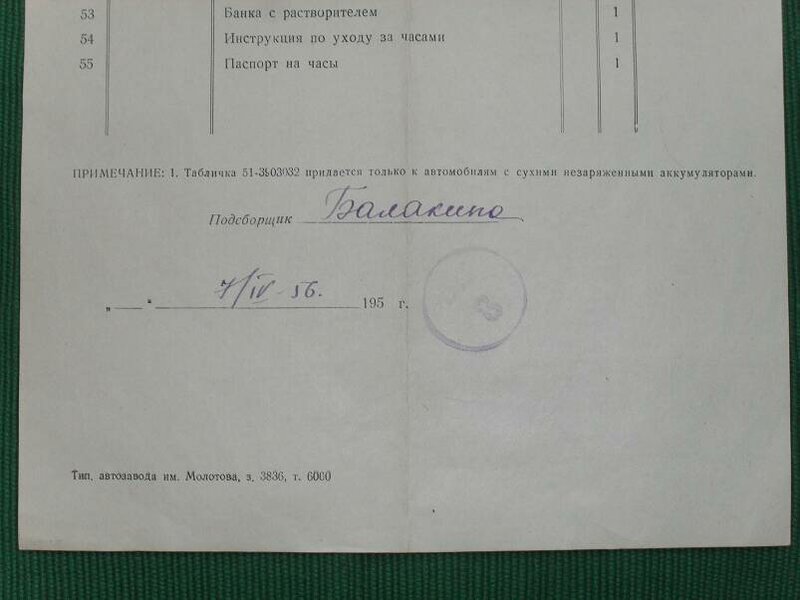 53 Банка с растворителем 1
54 Инструкция по уходу за часами 1
55 Паспорт на часы 1
ПРИМЕЧАНИЕ: 1. Табличка 51-3903032 прилается только к автомобилям с сухими незаряженными аккумуляторами.
Подсборщик Балакина
„ — “ 7/IV-56. 195 г.
Тип. автозавода им. Молотова, з. 3836, т. 6000